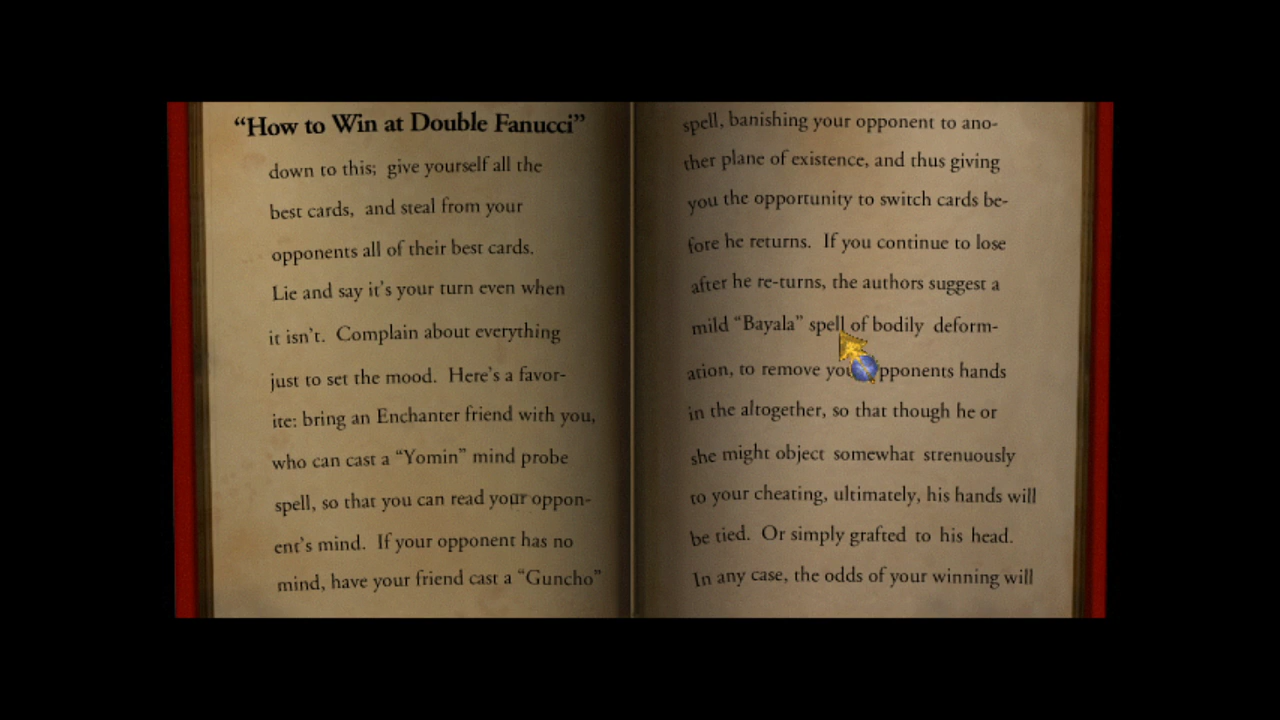 “How to Win at Double Fanucci”
down to this; give yourself all the
best cards, and steal from your
opponents all of their best cards.
Lie and say it’s your turn even when
it isn’t. Complain about everything
just to set the mood. Here’s a favor-
ite: bring an Enchanter friend with you,
who can cast a “Yomin” mind probe
spell, so that you can read your oppon-
ent’s mind. If your opponent has no
mind, have your friend cast a “Guncho”
spell, banishing your opponent to ano-
ther plane of existence, and thus giving
you the opportunity to switch cards be-
fore he returns. If you continue to lose
after he re-turns, the authors suggest a
mild “Bayala” spell of bodily deform-
ation, to remove hands
in the altogether, so that though he or
she might object somewhat strenuously
to your cheating, ultimately, his hands will
be tied. Or simply grafted to his head.
In any case, the odds of your winning will